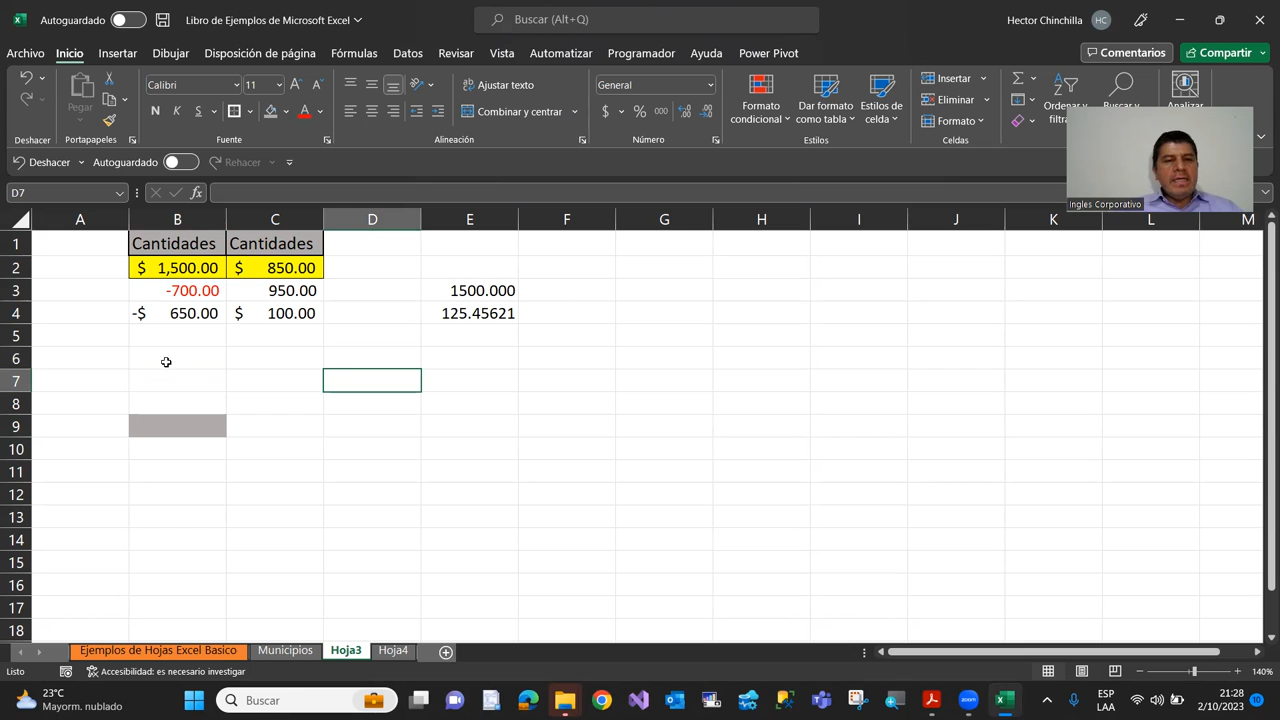 Autoguardado
Libro de Ejemplos de Microsoft Excel
Buscar (Alt+Q)
Hector Chinchilla
HC
Archivo
Inicio
Insertar
Dibujar
Disposición de página
Fórmulas
Datos
Revisar
Vista
Automatizar
Programador
Ayuda
Power Pivot
Comentarios
Compartir
Deshacer
Pegar
Portapapeles
Calibri
11
N K S
Fuente
Ajustar texto
Combinar y centrar
Alineación
General
$ % 000
Número
Formato condicional
Dar formato como tabla
Estilos de celda
Estilos
Insertar
Eliminar
Formato
Celdas
Ordenar y
filtra
Buscar y
Analizar
Deshacer
Autoguardado
Rehacer
Ingles Corporativo
D7
fx
A B C D E F G H I J K L M
1 Cantidades Cantidades
2 $ 1,500.00 $ 850.00
3 -700.00 950.00 1500.000
4 -$ 650.00 $ 100.00 125.45621
5
6
7
8
9
10
11
12
13
14
15
16
17
18
Ejemplos de Hojas Excel Basico
Municipios
Hoja3
Hoja4
Listo
Accesibilidad: es necesario investigar
140%
23°C
Mayorm. nublado
Buscar
ESP
LAA
21:28
2/10/2023
10